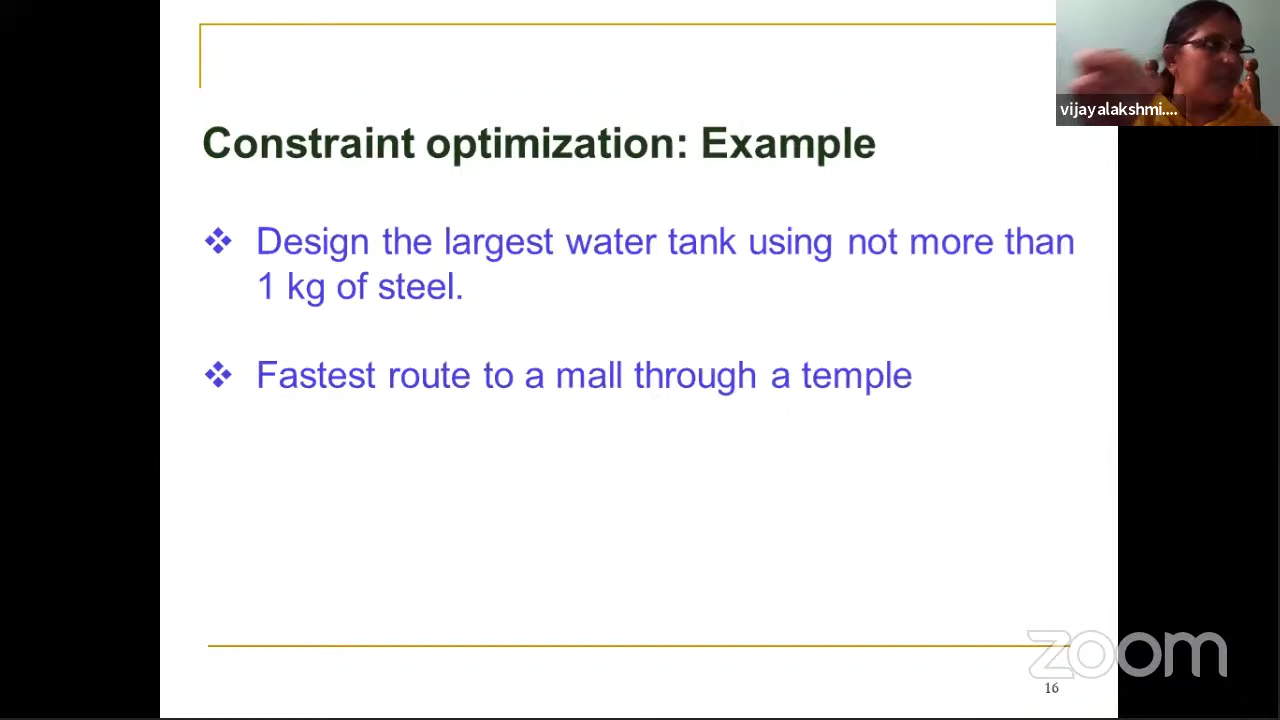 vijayalakshmi....
Constraint optimization: Example
Design the largest water tank using not more than
1 kg of steel.
Fastest route to a mall through a temple
zoom
16